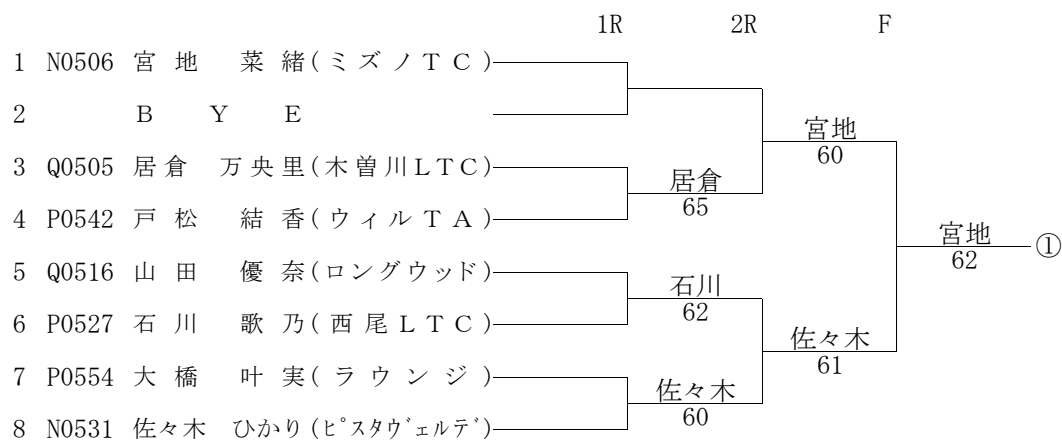 1R 2R F
1 N0506 宮地 菜緒(ミズノTC)
2 BYE
宮地
60
3 Q0505 居倉 万央里(木曽川LTC)
居倉
65
4 P0542 戸松 結香(ウィルTA)
宮地 ①
62
5 Q0516 山田 優奈(ロングウッド)
石川
62
6 P0527 石川 歌乃(西尾LTC)
佐々木
61
7 P0554 大橋 叶実(ラウンジ)
佐々木
60
8 N0531 佐々木 ひかり(ピスタヴェルデ)